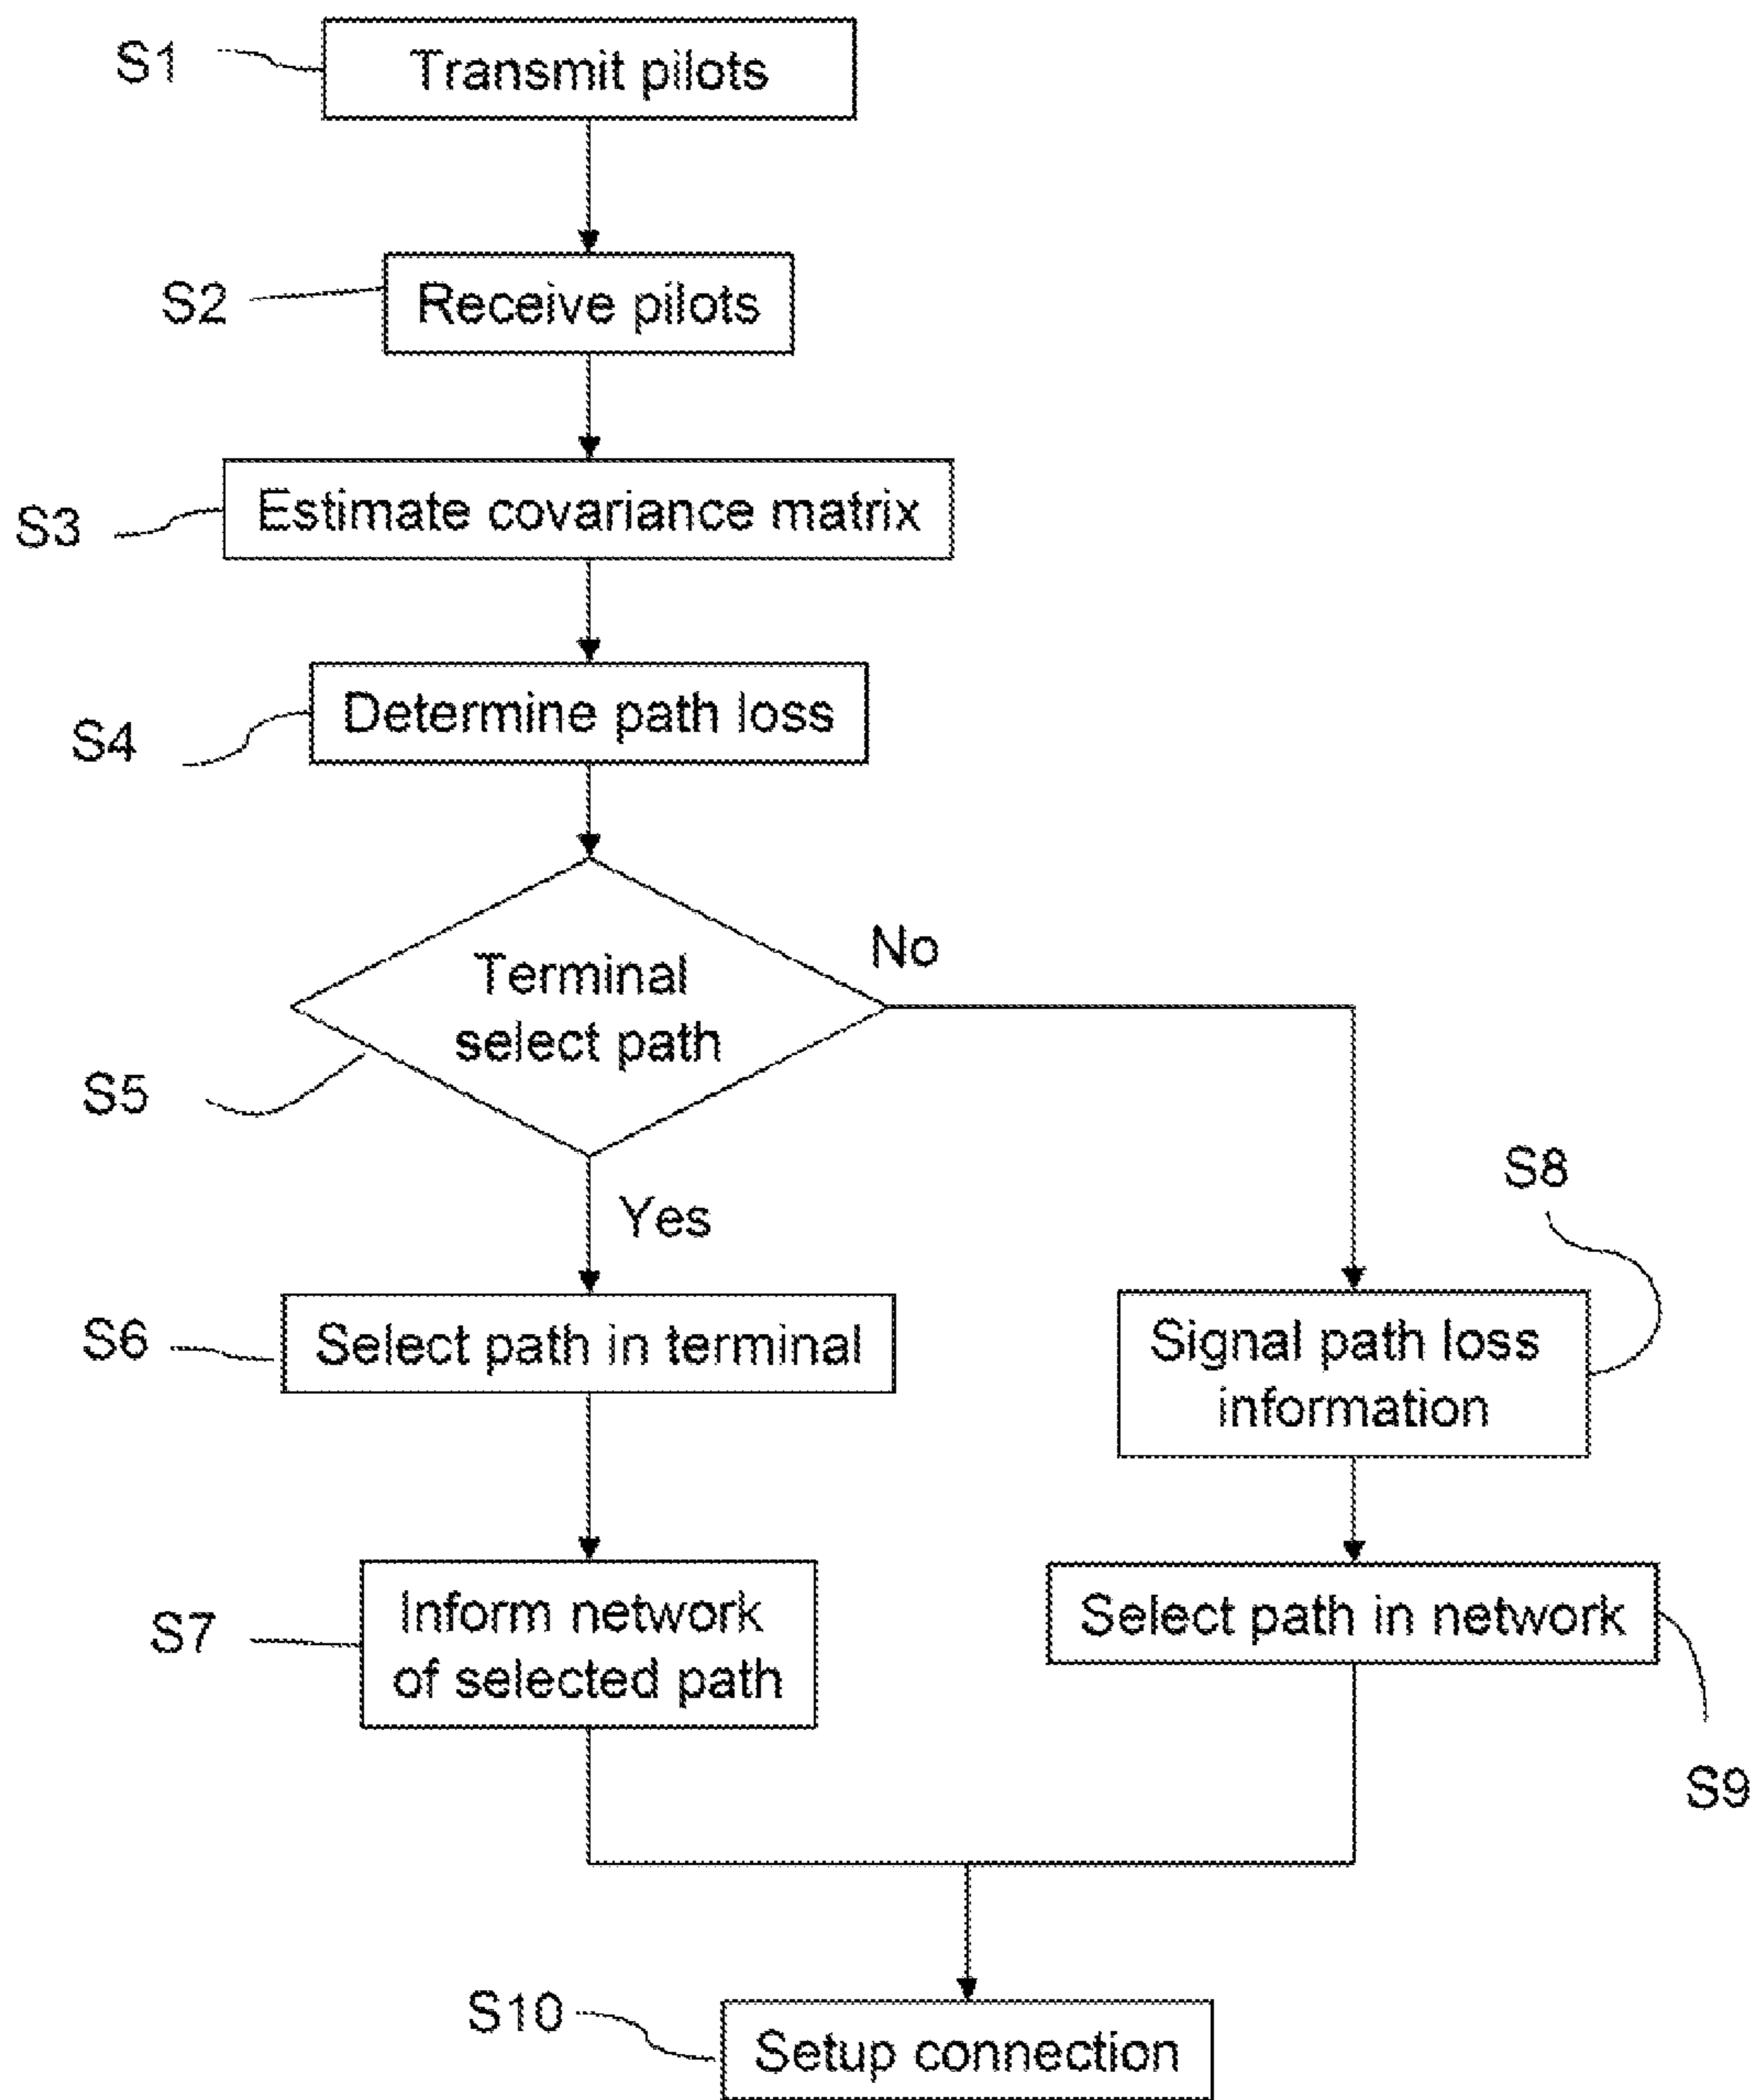 S1
Transmit pilots
S2
Receive pilots
S3
Estimate covariance matrix
S4
Determine path loss
No
Terminal
select path
S5
Yes
S8
S6
Select path in terminal
Signal path loss
information
S7
Inform network
of selected path
Select path in network
S9
S10
Setup connection